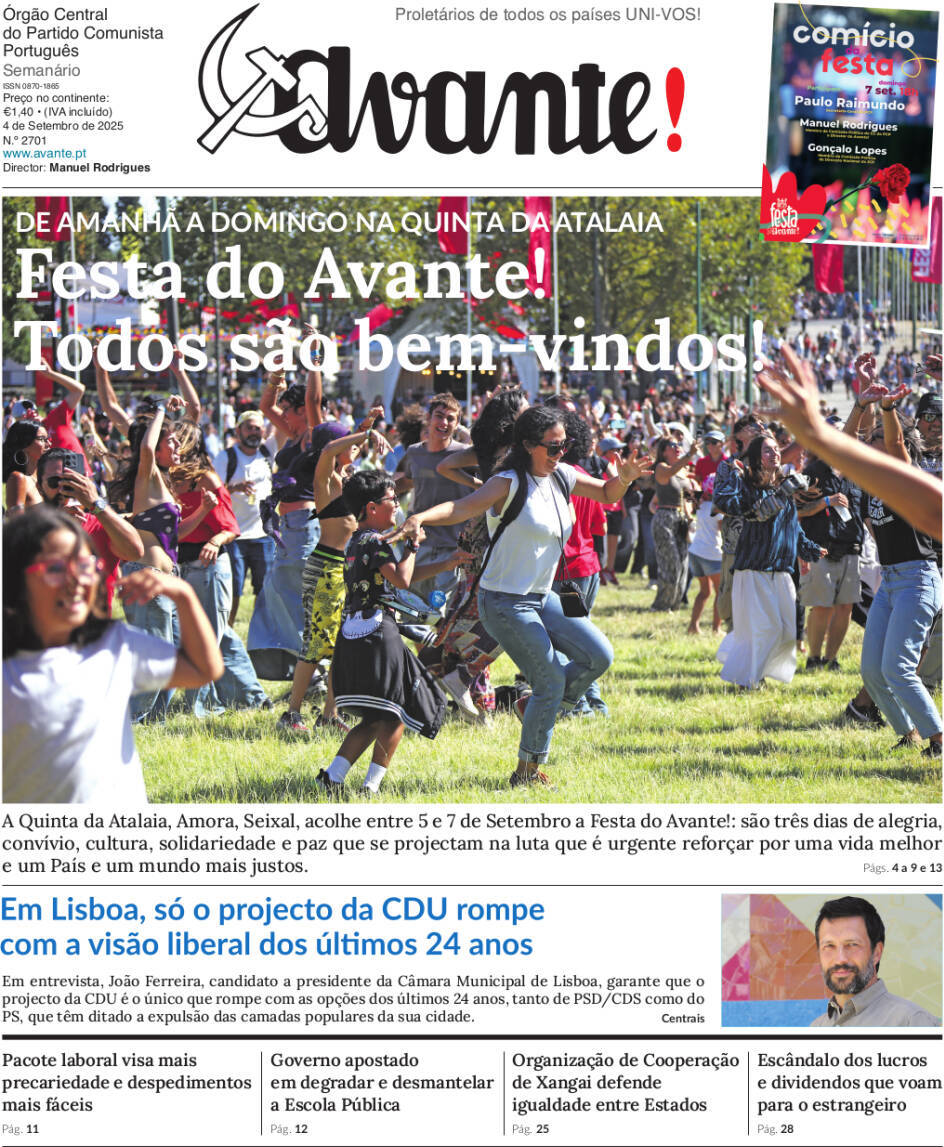 Órgão Central
do Partido Comunista
Português
Semanário
ISSN 0870-1865
Preço no continente:
€1,40 • (IVA incluído)
4 de Setembro de 2025
N.º 2701
www.avante.pt
Director: Manuel Rodrigues
Proletários de todos os países UNI-VOS!
avante!
comício
da
festa
domingo
7 set.
Paulo Raimundo
Manuel Rodrigues
Gonçalo Lopes
festa
do avante!
DE AMANHÃ A DOMINGO NA QUINTA DA ATALAIA
Festa do Avante!
Todos são bem-vindos!
A Quinta da Atalaia, Amora, Seixal, acolhe entre 5 e 7 de Setembro a Festa do Avante!: são três dias de alegria,
convívio, cultura, solidariedade e paz que se projectam na luta que é urgente reforçar por uma vida melhor
e um País e um mundo mais justos.
Págs. 4 a 9 e 13
Em Lisboa, só o projecto da CDU rompe
com a visão liberal dos últimos 24 anos
Em entrevista, João Ferreira, candidato a presidente da Câmara Municipal de Lisboa, garante que o
projecto da CDU é o único que rompe com as opções dos últimos 24 anos, tanto de PSD/CDS como do
PS, que têm ditado a expulsão das camadas populares da sua cidade.
Centrais
Pacote laboral visa mais
precariedade e despedimentos
mais fáceis
Pág. 11
Governo apostado
em degradar e desmantelar
a Escola Pública
Pág. 12
Organização de Cooperação
de Xangai defende
igualdade entre Estados
Pág. 25
Escândalo dos lucros
e dividendos que voam
para o estrangeiro
Pág. 28